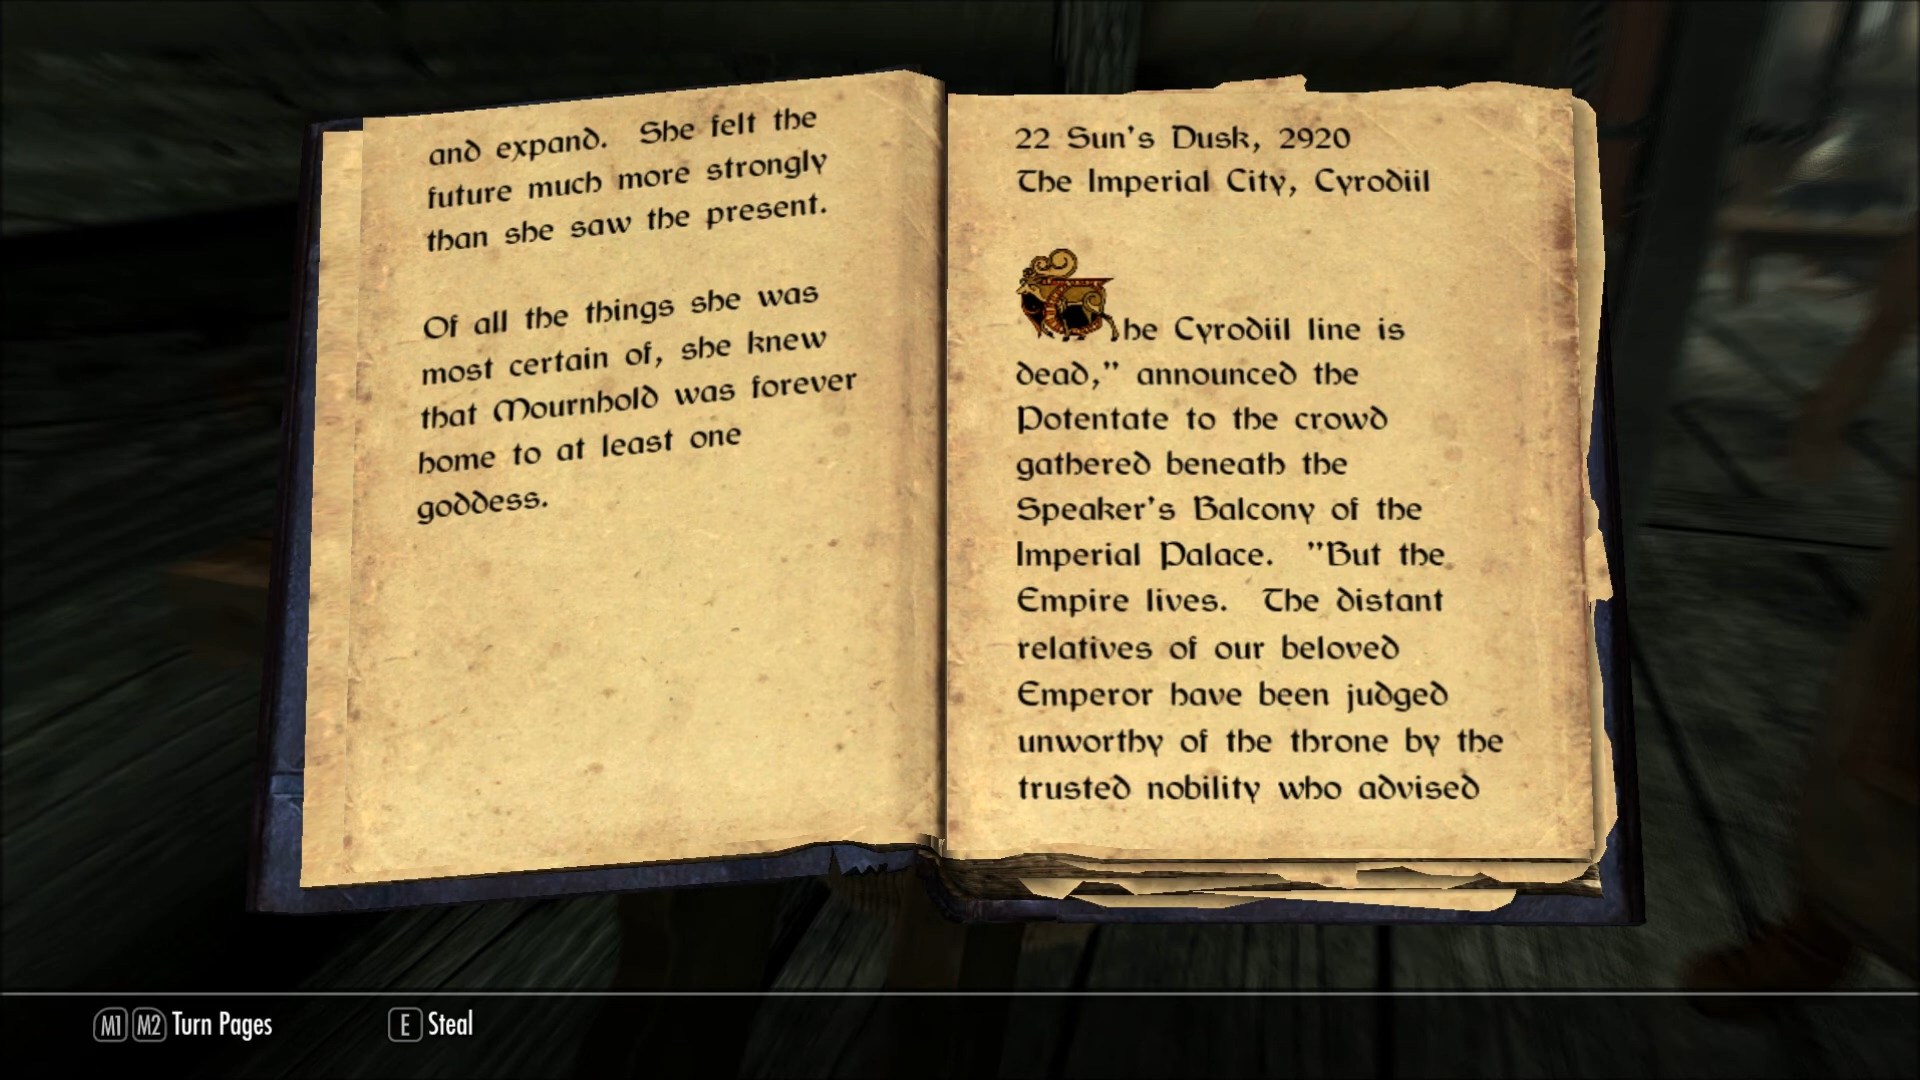 and expand.  She felt the
future much more strongly
than she saw the present.
Of all the things she was
most certain of, she knew
that Mournhold was forever
home to at least one
goddess.
22 Sun's Dusk, 2920
The Imperial City, Cyrodiil
The Cyrodiil line is
dead," announced the
Potentate to the crowd
gathered beneath the
Speaker's Balcony of the
Imperial Palace.  "But the
Empire lives.  The distant
relatives of our beloved
Emperor have been judged
unworthy of the throne by the
trusted nobility who advised
M1 M2 Turn Pages
E Steal